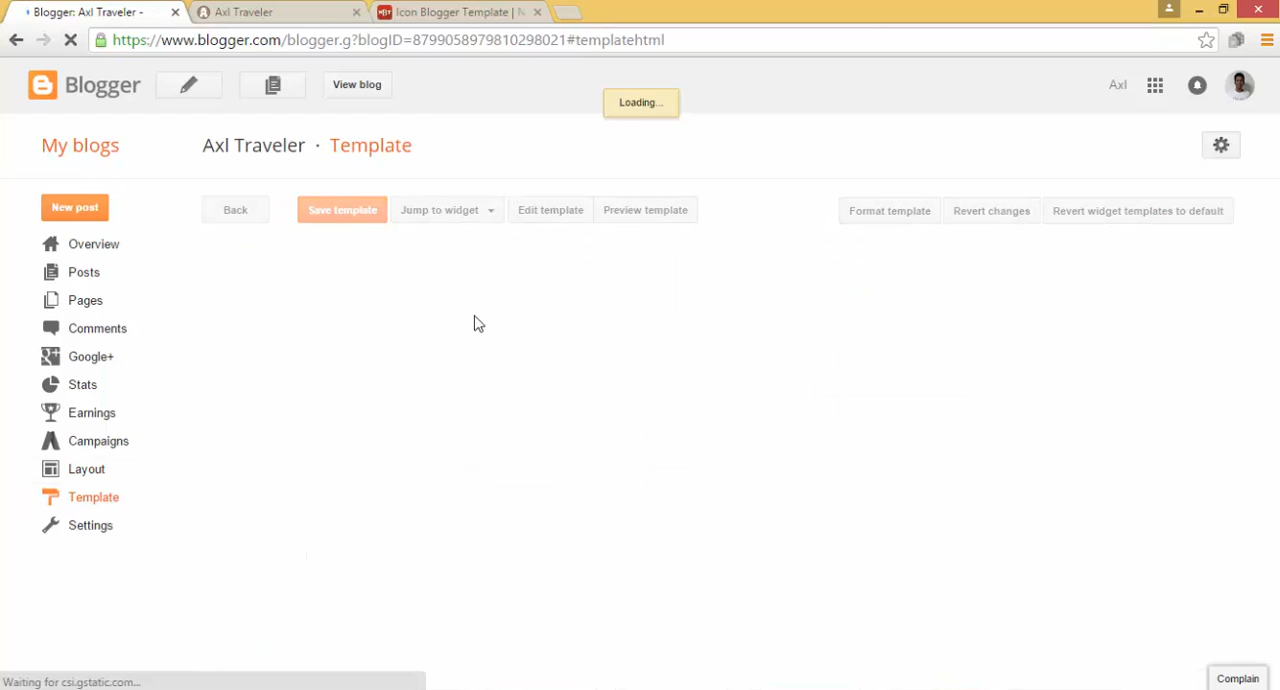 Blogger: Axl Traveler -
Axl Traveler
Icon Blogger Template | N
https://www.blogger.com/blogger.g?blogID=8799058979810298021#templatehtml
Blogger
View blog
Loading...
Axl
My blogs
Axl Traveler · Template
New post
Back
Save template
Jump to widget
Edit template
Preview template
Format template
Revert changes
Revert widget templates to default
Overview
Posts
Pages
Comments
Google+
Stats
Earnings
Campaigns
Layout
Template
Settings
Waiting for csi.gstatic.com...
Complain